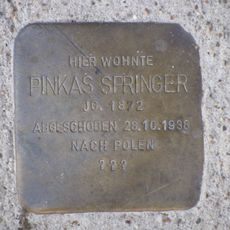 HIER WOHNTE
PINKAS SPRINGER
JG. 1872
ABGESCHOBEN 28.10.1938
NACH POLEN
???